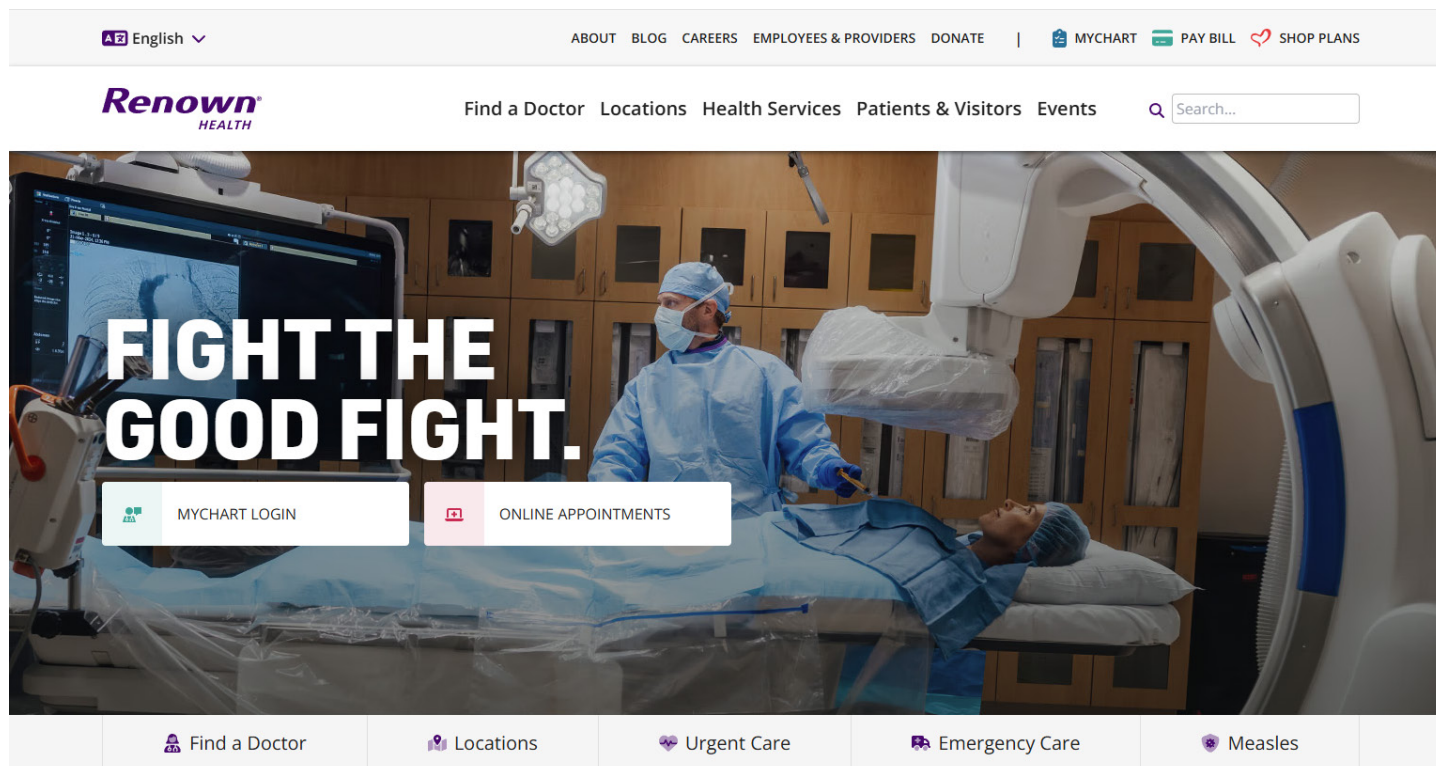 English
ABOUT BLOG CAREERS EMPLOYEES & PROVIDERS DONATE | MYCHART PAY BILL SHOP PLANS
Renown®
HEALTH
Find a Doctor Locations Health Services Patients & Visitors Events Search...
FIGHT THE
GOOD FIGHT.
MYCHART LOGIN ONLINE APPOINTMENTS
Find a Doctor Locations Urgent Care Emergency Care Measles